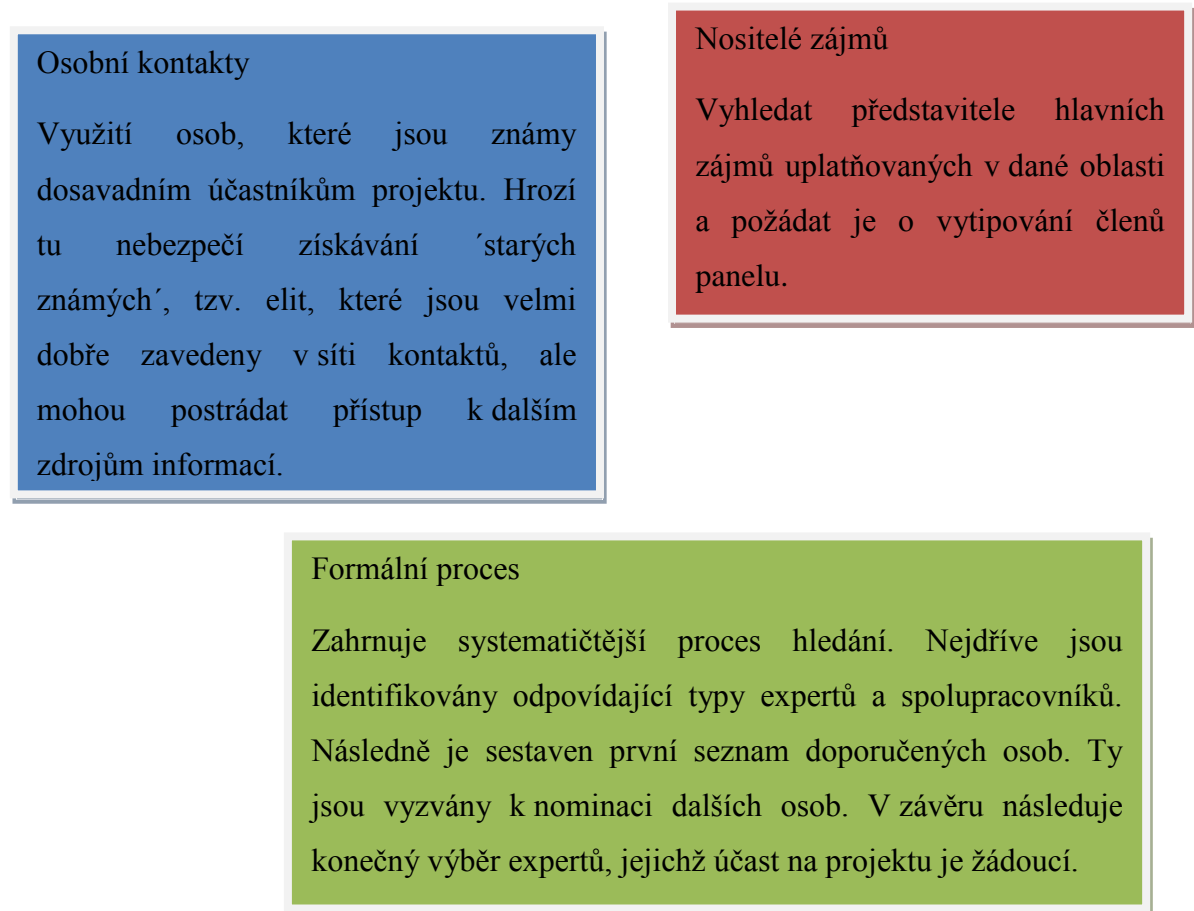 Osobní kontakty
Využití osob, které jsou známy
dosavadním účastníkům projektu. Hrozí
tu nebezpečí získávání ´starých
známých´, tzv. elit, které jsou velmi
dobře zavedeny v síti kontaktů, ale
mohou postrádat přístup k dalším
zdrojům informací.
Nositelé zájmů
Vyhledat představitele hlavních
zájmů uplatňovaných v dané oblasti
a požádat je o vytipování členů
panelu.
Formální proces
Zahrnuje systematičtější proces hledání. Nejdříve jsou
identifikovány odpovídající typy expertů a spolupracovníků.
Následně je sestaven první seznam doporučených osob. Ty
jsou vyzvány k nominaci dalších osob. V závěru následuje
konečný výběr expertů, jejichž účast na projektu je žádoucí.